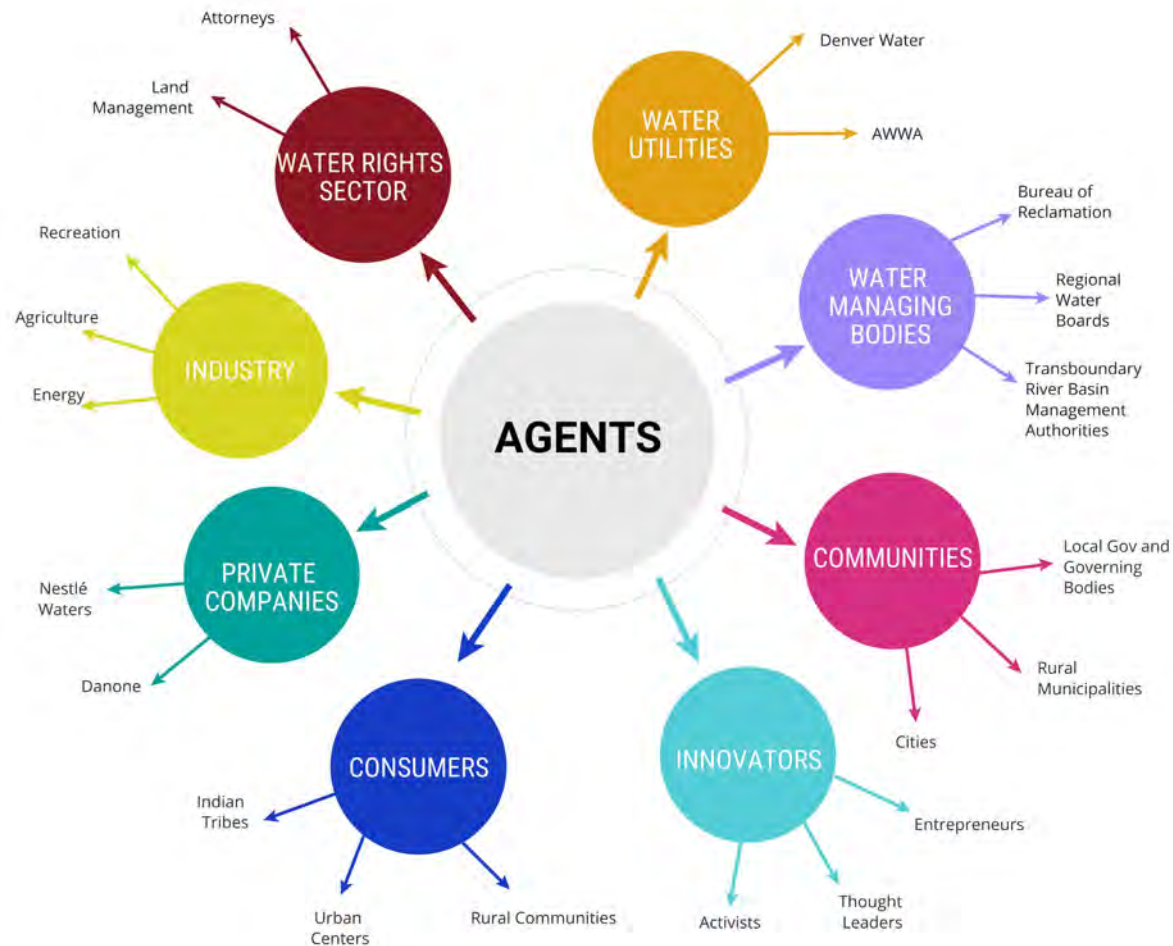 Attorneys
Land
Management
WATER RIGHTS
SECTOR
Denver Water
AWWA
WATER
UTILITIES
Bureau of
Reclamation
Regional
Water
Boards
Transboundary
River Basin
Management
Authorities
WATER
MANAGING
BODIES
Recreation
Agriculture
Energy
INDUSTRY
AGENTS
Local Gov and
Governing
Bodies
Rural
Municipalities
Cities
COMMUNITIES
Nestlé
Waters
Danone
PRIVATE
COMPANIES
Indian
Tribes
Urban
Centers
Rural Communities
CONSUMERS
INNOVATORS
Entrepreneurs
Thought
Leaders
Activists